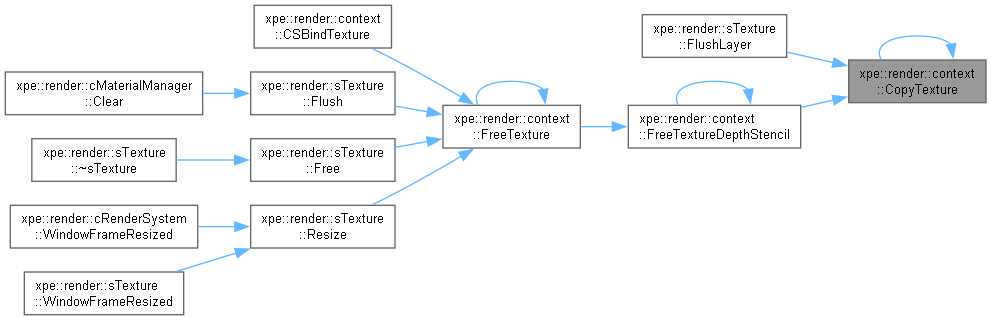 xpe::render::context
::CSBindTexture
xpe::render::sTexture
::FlushLayer
xpe::render::cMaterialManager
::Clear
xpe::render::sTexture
::Flush
xpe::render::context
::CopyTexture
xpe::render::context
::FreeTexture
xpe::render::context
::FreeTextureDepthStencil
xpe::render::sTexture
::~sTexture
xpe::render::sTexture
::Free
xpe::render::cRenderSystem
::WindowFrameResized
xpe::render::sTexture
::Resize
xpe::render::sTexture
::WindowFrameResized